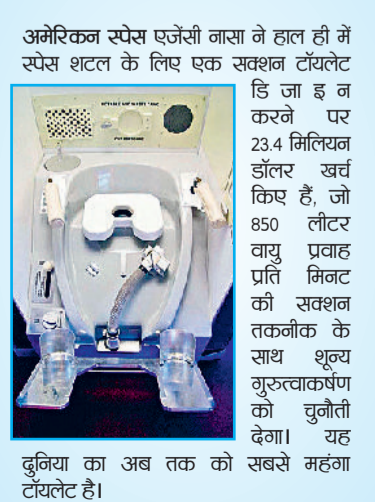 अमेरिकन स्पेस एजेंसी नासा ने हाल ही में
स्पेस शटल के लिए एक सक्शन टॉयलेट
डि जा इ न
करने पर
23.4 मिलियन
डॉलर खर्च
किए हैं, जो
850 लीटर
वायु प्रवाह
प्रति मिनट
की सक्शन
तकनीक के
साथ शून्य
गुरुत्वाकर्षण
को चुनौती
देगा। यह
दुनिया का अब तक को सबसे महंगा
टॉयलेट है।